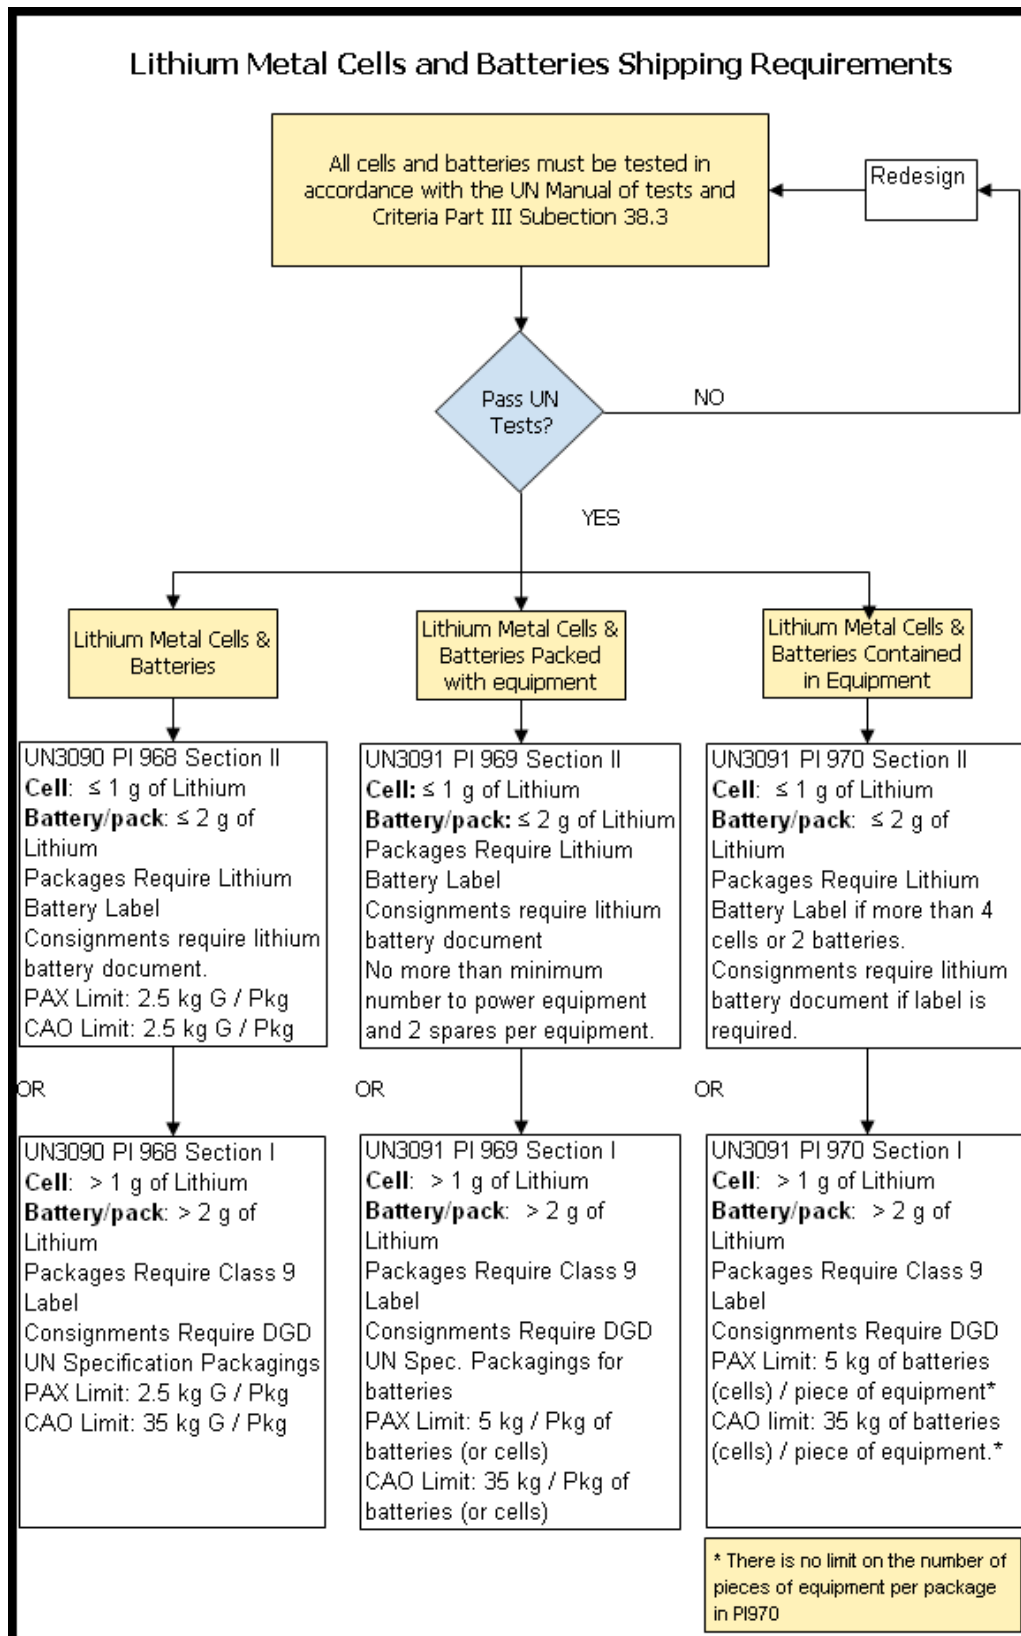 Lithium Metal Cells and Batteries Shipping Requirements
All cells and batteries must be tested in
accordance with the UN Manual of tests and
Criteria Part III Subection 38.3
Redesign
Pass UN
Tests?
NO
YES
Lithium Metal Cells &
Batteries
Lithium Metal Cells &
Batteries Packed
with equipment
Lithium Metal Cells &
Batteries Contained
in Equipment
UN3090 PI 968 Section II
Cell: ≤ 1 g of Lithium
Battery/pack: ≤ 2 g of
Lithium
Packages Require Lithium
Battery Label
Consignments require lithium
battery document.
PAX Limit: 2.5 kg G / Pkg
CAO Limit: 2.5 kg G / Pkg
UN3091 PI 969 Section II
Cell: ≤ 1 g of Lithium
Battery/pack: ≤ 2 g of Lithium
Packages Require Lithium
Battery Label
Consignments require lithium
battery document
No more than minimum
number to power equipment
and 2 spares per equipment.
UN3091 PI 970 Section II
Cell: ≤ 1 g of Lithium
Battery/pack: ≤ 2 g of
Lithium
Packages Require Lithium
Battery Label if more than 4
cells or 2 batteries.
Consignments require lithium
battery document if label is
required.
OR
OR
OR
UN3090 PI 968 Section I
Cell: > 1 g of Lithium
Battery/pack: > 2 g of
Lithium
Packages Require Class 9
Label
Consignments Require DGD
UN Specification Packagings
PAX Limit: 2.5 kg G / Pkg
CAO Limit: 35 kg G / Pkg
UN3091 PI 969 Section I
Cell: > 1 g of Lithium
Battery/pack: > 2 g of
Lithium
Packages Require Class 9
Label
Consignments Require DGD
UN Spec. Packagings for
batteries
PAX Limit: 5 kg / Pkg of
batteries (or cells)
CAO Limit: 35 kg / Pkg of
batteries (or cells)
UN3091 PI 970 Section I
Cell: > 1 g of Lithium
Battery/pack: > 2 g of
Lithium
Packages Require Class 9
Label
Consignments Require DGD
PAX Limit: 5 kg of batteries
(cells) / piece of equipment*
CAO limit: 35 kg of batteries
(cells) / piece of equipment.*
* There is no limit on the number of
pieces of equipment per package
in PI970